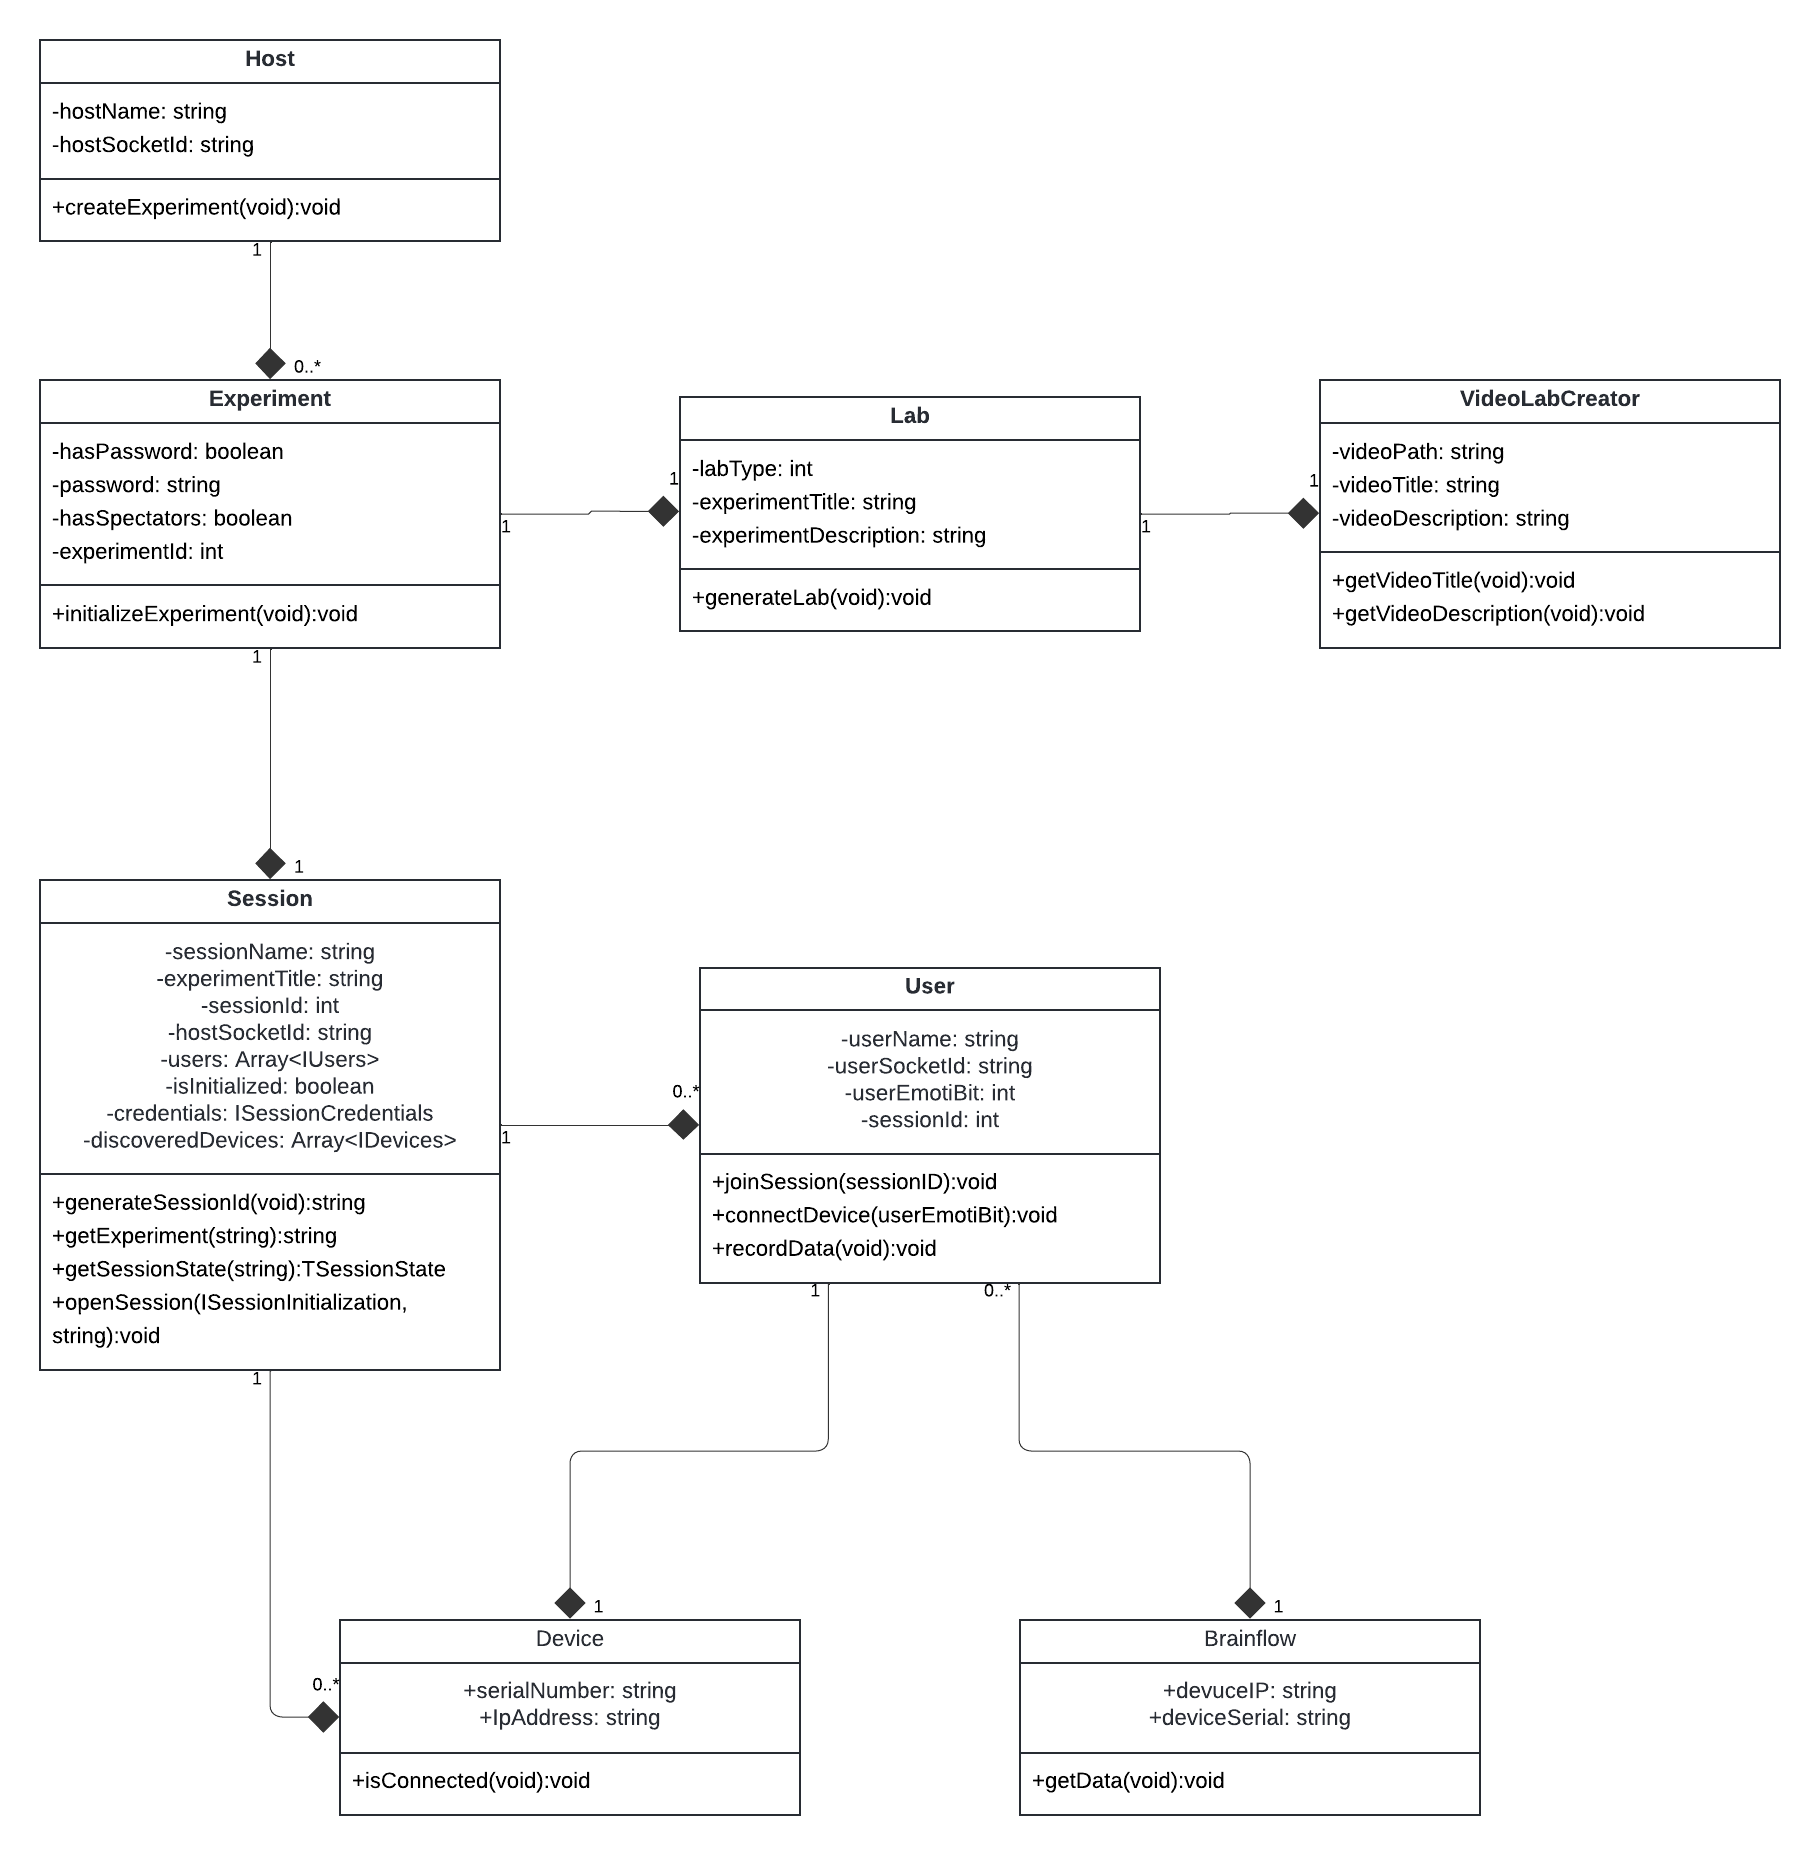 Host
-hostName: string
-hostSocketId: string
+createExperiment(void):void
1
0..*
Experiment
-hasPassword: boolean
-password: string
-hasSpectators: boolean
-experimentId: int
+initializeExperiment(void):void
1
1
Lab
-labType: int
-experimentTitle: string
-experimentDescription: string
+generateLab(void):void
1
1
VideoLabCreator
-videoPath: string
-videoTitle: string
-videoDescription: string
+getVideoTitle(void):void
+getVideoDescription(void):void
1
1
Session
-sessionName: string
-experimentTitle: string
-sessionId: int
-hostSocketId: string
-users: Array<IUsers>
-isInitialized: boolean
-credentials: ISessionCredentials
-discoveredDevices: Array<IDevices>
+generateSessionId(void):string
+getExperiment(string):string
+getSessionState(string):TSessionState
+openSession(ISessionInitialization,
string):void
1
0..*
User
-userName: string
-userSocketId: string
-userEmotiBit: int
-sessionId: int
+joinSession(sessionID):void
+connectDevice(userEmotiBit):void
+recordData(void):void
1
0..*
1
0..*
1
Device
+serialNumber: string
+IpAddress: string
+isConnected(void):void
1
Brainflow
+devuceIP: string
+deviceSerial: string
+getData(void):void